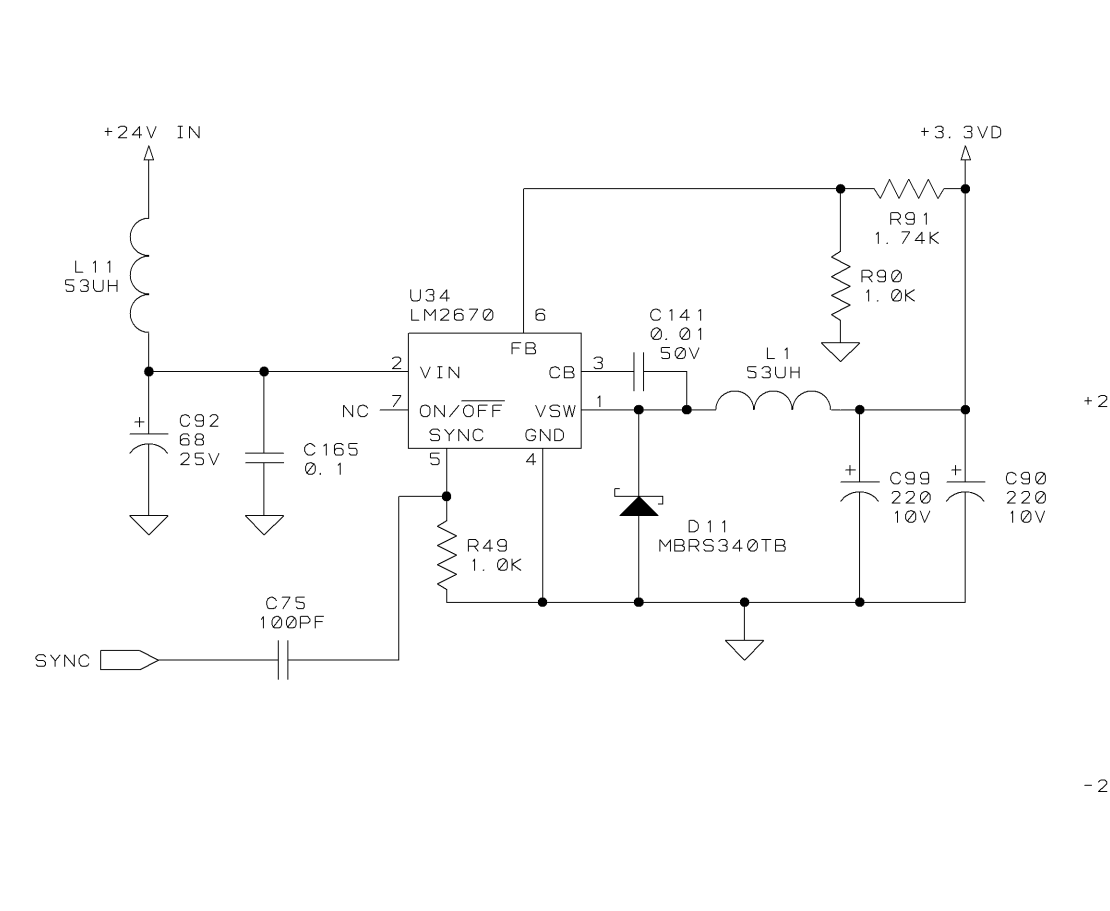 +24V IN
+3.3VD
R91
1.74K
L11
53UH
R90
1.0K
U34
LM2670
6
C141
0.01
50V
FB
L1
53UH
2
VIN
CB
3
NC
7
ON/OFF
VSW
1
+2
SYNC
GND
5
4
+
C92
68
25V
C165
0.1
+
C99
220
10V
+
C90
220
10V
D11
MBRS340TB
R49
1.0K
C75
100PF
SYNC
-2